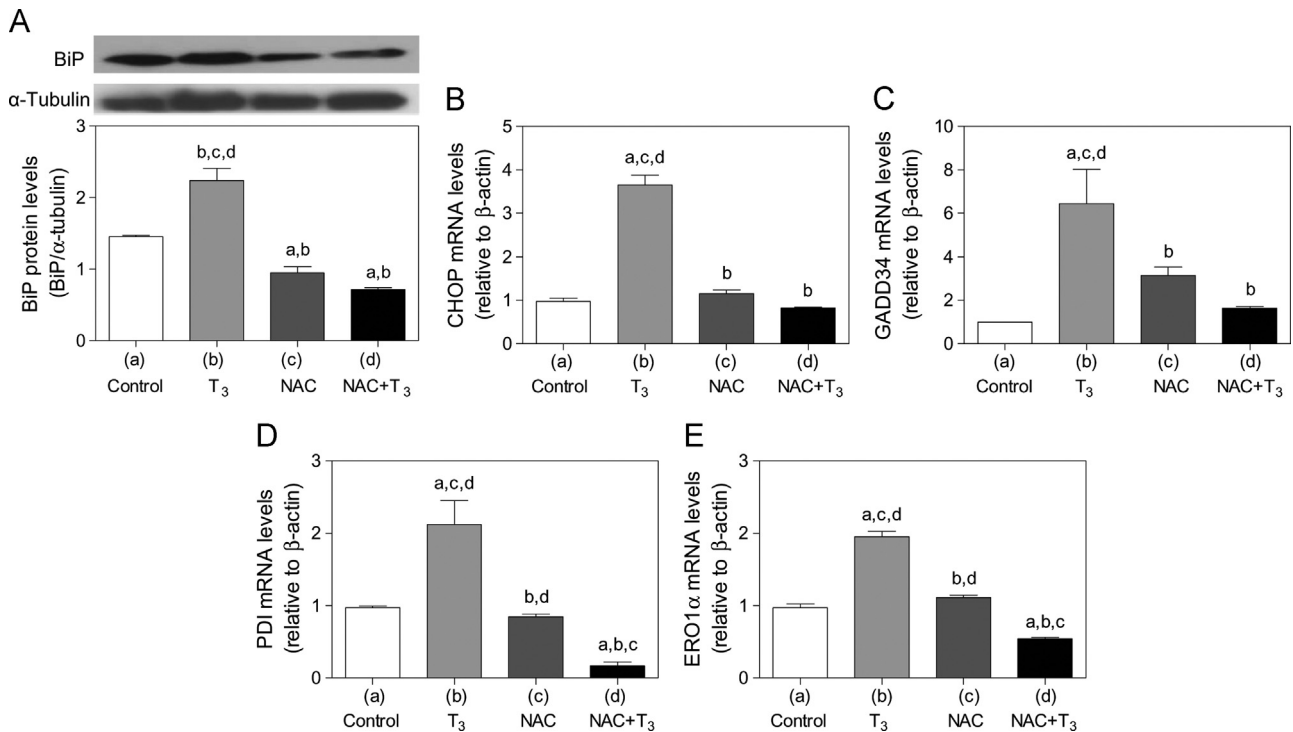 A
BiP
α-Tubulin
BiP protein levels
(BiP/α-tubulin)
3
2
1
0
b,c,d
a,b
a,b
(a) (b) (c) (d)
Control T3 NAC NAC+T3
B
CHOP mRNA levels
(relative to β-actin)
5
4
3
2
1
0
a,c,d
b
b
(a) (b) (c) (d)
Control T3 NAC NAC+T3
C
GADD34 mRNA levels
(relative to β-actin)
10
8
6
4
2
0
a,c,d
b
b
(a) (b) (c) (d)
Control T3 NAC NAC+T3
D
PDI mRNA levels
(relative to β-actin)
3
2
1
0
a,c,d
b,d
a,b,c
(a) (b) (c) (d)
Control T3 NAC NAC+T3
E
ERO1α mRNA levels
(relative to β-actin)
3
2
1
0
a,c,d
b,d
a,b,c
(a) (b) (c) (d)
Control T3 NAC NAC+T3